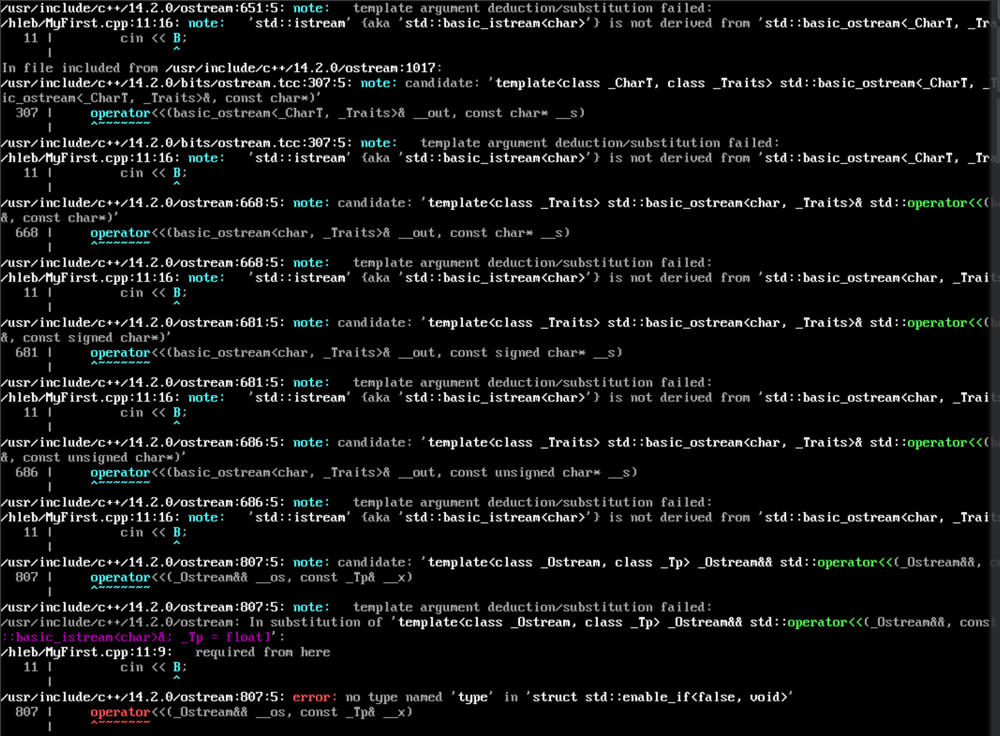 /usr/include/c++/14.2.0/ostream:651:5: note:   template argument deduction/substitution failed:
/hleb/MyFirst.cpp:11:16: note:   'std::istream' {aka 'std::basic_istream<char>'} is not derived from 'std::basic_ostream<_CharT, _Tra
   11 |         cin << B;
      |                ^
In file included from /usr/include/c++/14.2.0/ostream:1017:
/usr/include/c++/14.2.0/bits/ostream.tcc:307:5: note: candidate: 'template<class _CharT, class _Traits> std::basic_ostream<_CharT, _T
ic_ostream<_CharT, _Traits>&, const char*)'
  307 |     operator<<(basic_ostream<_CharT, _Traits>& __out, const char* __s)
      |     ^~~~~~~~
/usr/include/c++/14.2.0/bits/ostream.tcc:307:5: note:   template argument deduction/substitution failed:
/hleb/MyFirst.cpp:11:16: note:   'std::istream' {aka 'std::basic_istream<char>'} is not derived from 'std::basic_ostream<_CharT, _Tra
   11 |         cin << B;
      |                ^
/usr/include/c++/14.2.0/ostream:668:5: note: candidate: 'template<class _Traits> std::basic_ostream<char, _Traits>& std::operator<<(ba
&, const char*)'
  668 |     operator<<(basic_ostream<char, _Traits>& __out, const char* __s)
      |     ^~~~~~~~
/usr/include/c++/14.2.0/ostream:668:5: note:   template argument deduction/substitution failed:
/hleb/MyFirst.cpp:11:16: note:   'std::istream' {aka 'std::basic_istream<char>'} is not derived from 'std::basic_ostream<char, _Traits
   11 |         cin << B;
      |                ^
/usr/include/c++/14.2.0/ostream:681:5: note: candidate: 'template<class _Traits> std::basic_ostream<char, _Traits>& std::operator<<(ba
&, const signed char*)'
  681 |     operator<<(basic_ostream<char, _Traits>& __out, const signed char* __s)
      |     ^~~~~~~~
/usr/include/c++/14.2.0/ostream:681:5: note:   template argument deduction/substitution failed:
/hleb/MyFirst.cpp:11:16: note:   'std::istream' {aka 'std::basic_istream<char>'} is not derived from 'std::basic_ostream<char, _Traits
   11 |         cin << B;
      |                ^
/usr/include/c++/14.2.0/ostream:686:5: note: candidate: 'template<class _Traits> std::basic_ostream<char, _Traits>& std::operator<<(ba
&, const unsigned char*)'
  686 |     operator<<(basic_ostream<char, _Traits>& __out, const unsigned char* __s)
      |     ^~~~~~~~
/usr/include/c++/14.2.0/ostream:686:5: note:   template argument deduction/substitution failed:
/hleb/MyFirst.cpp:11:16: note:   'std::istream' {aka 'std::basic_istream<char>'} is not derived from 'std::basic_ostream<char, _Traits
   11 |         cin << B;
      |                ^
/usr/include/c++/14.2.0/ostream:807:5: note: candidate: 'template<class _Ostream, class _Tp> _Ostream&& std::operator<<(_Ostream&&, co
  807 |     operator<<(_Ostream&& __os, const _Tp& __x)
      |     ^~~~~~~~
/usr/include/c++/14.2.0/ostream:807:5: note:   template argument deduction/substitution failed:
/usr/include/c++/14.2.0/ostream: In substitution of 'template<class _Ostream, class _Tp> _Ostream&& std::operator<<(_Ostream&&, const
::basic_istream<char>&; _Tp = float]':
/hleb/MyFirst.cpp:11:9:   required from here
   11 |         cin << B;
      |                ^
/usr/include/c++/14.2.0/ostream:807:5: error: no type named 'type' in 'struct std::enable_if<false, void>'
  807 |     operator<<(_Ostream&& __os, const _Tp& __x)
      |     ^~~~~~~~